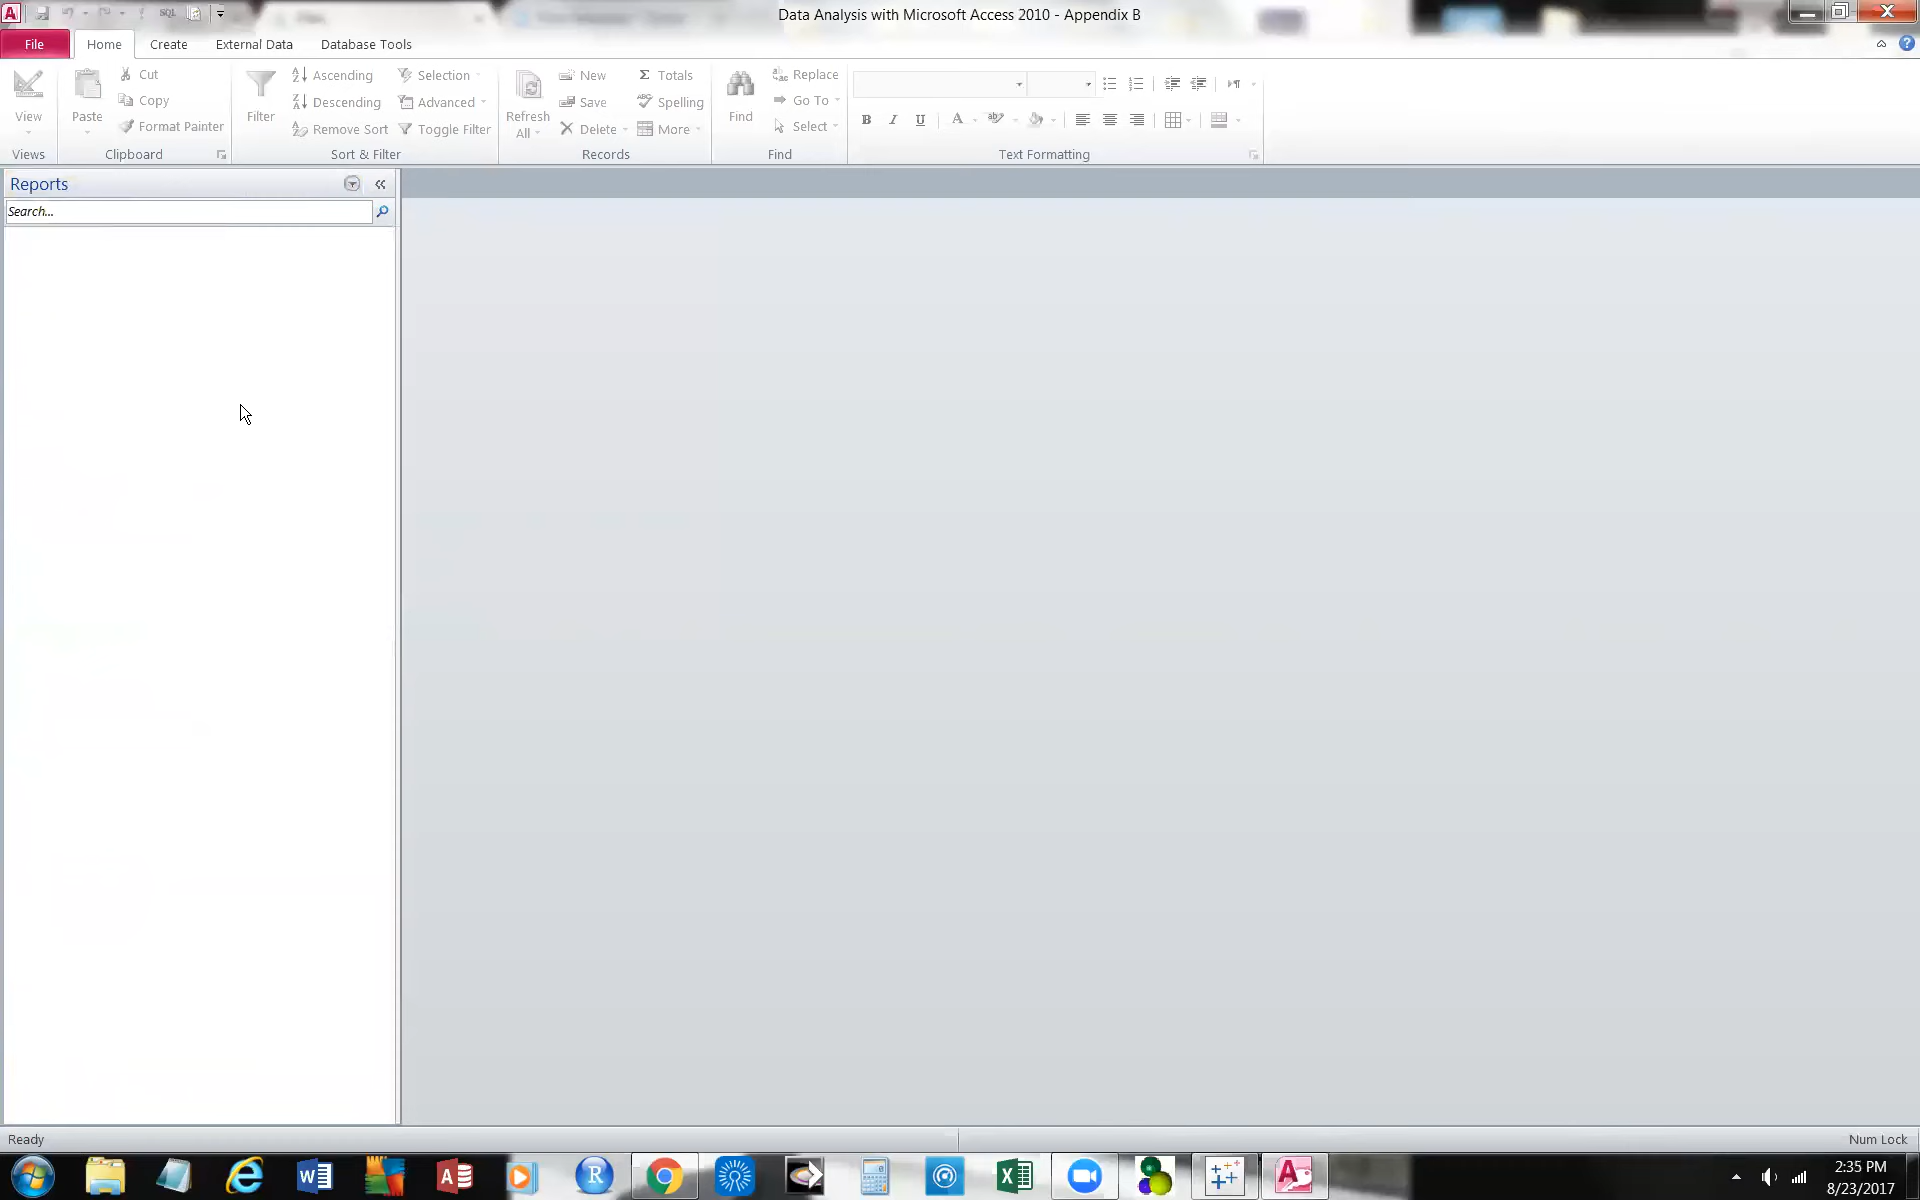 SQL
Data Analysis with Microsoft Access 2010 - Appendix B
File Home Create External Data Database Tools
View
Views
Paste
Cut
Copy
Format Painter
Clipboard
Filter
Ascending
Descending
Remove Sort
Selection
Advanced
Toggle Filter
Sort & Filter
Refresh
All
New
Save
Delete
Totals
Spelling
More
Records
Find
Replace
Go To
Select
Find
B I U A
Text Formatting
Reports
Search...
Ready
Num Lock
2:35 PM
8/23/2017